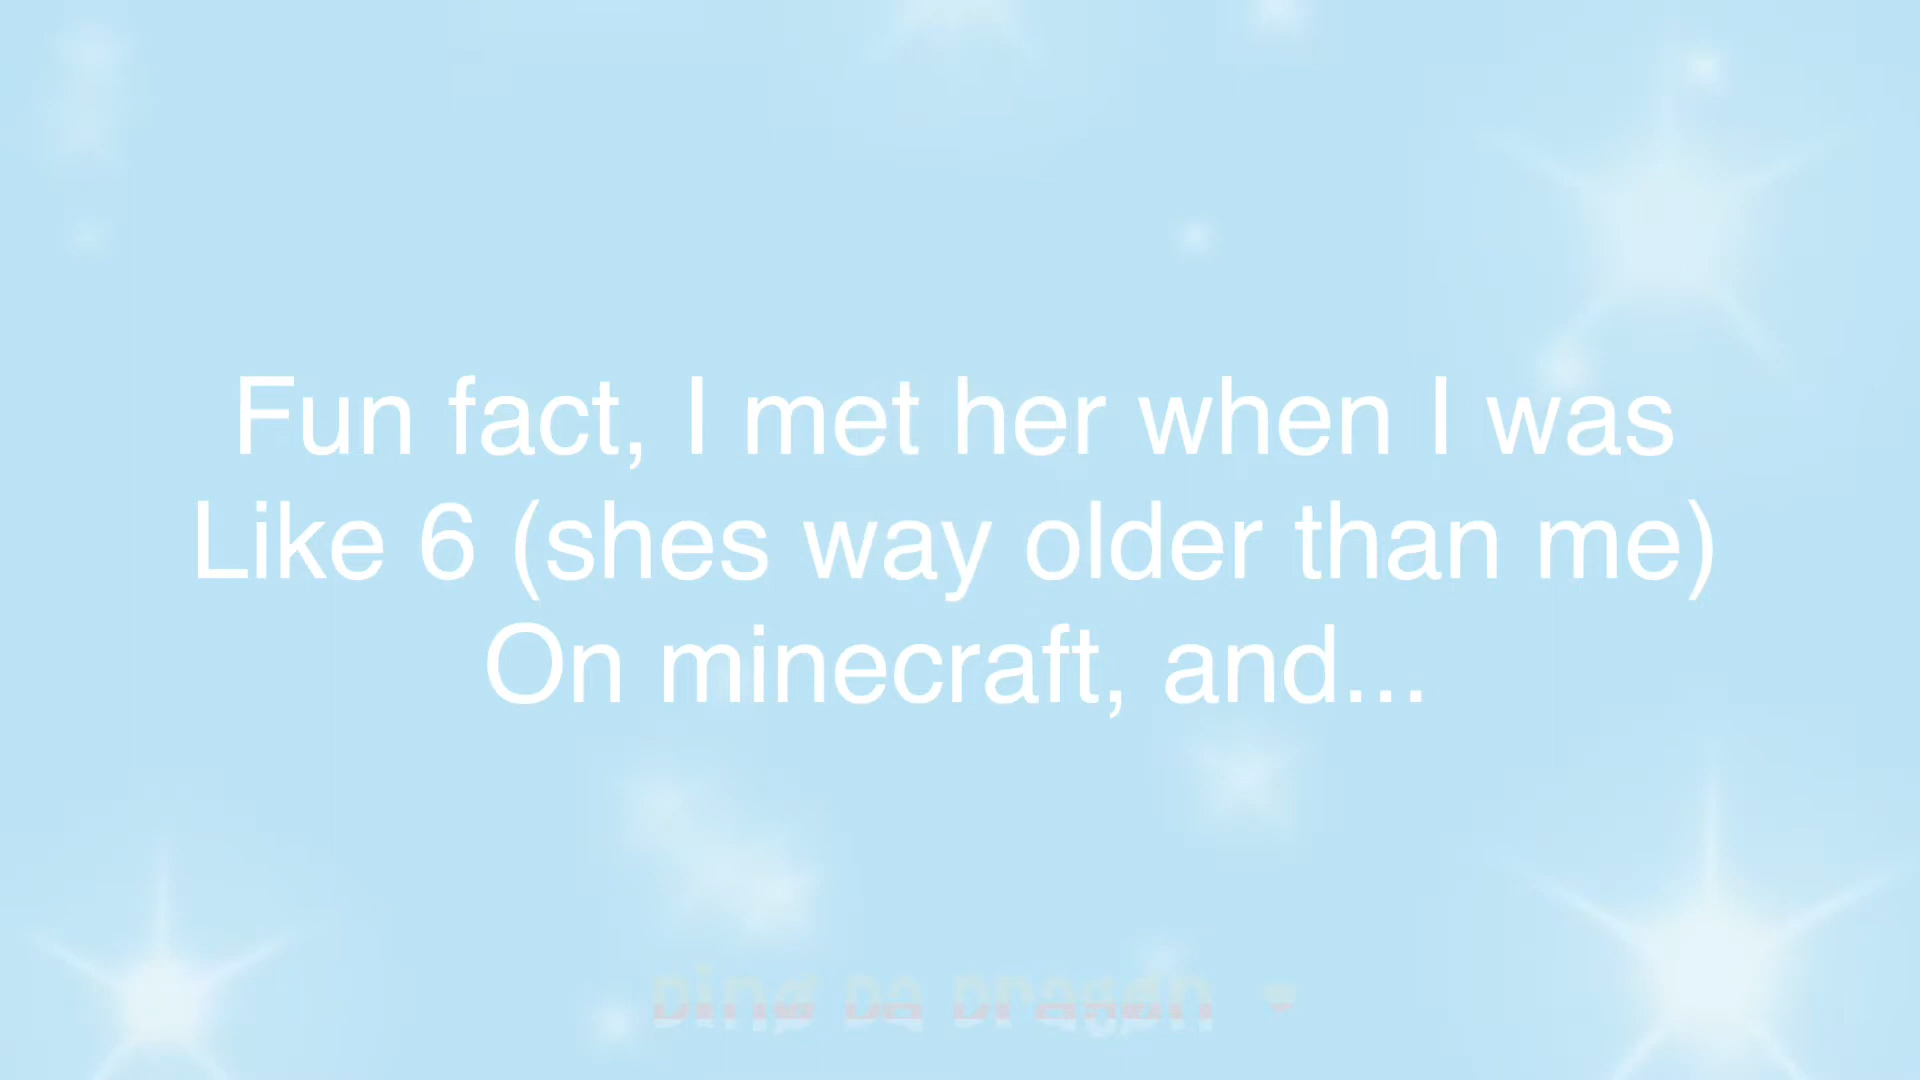 Fun fact, I met her when I was
Like 6 (shes way older than me)
On minecraft, and...